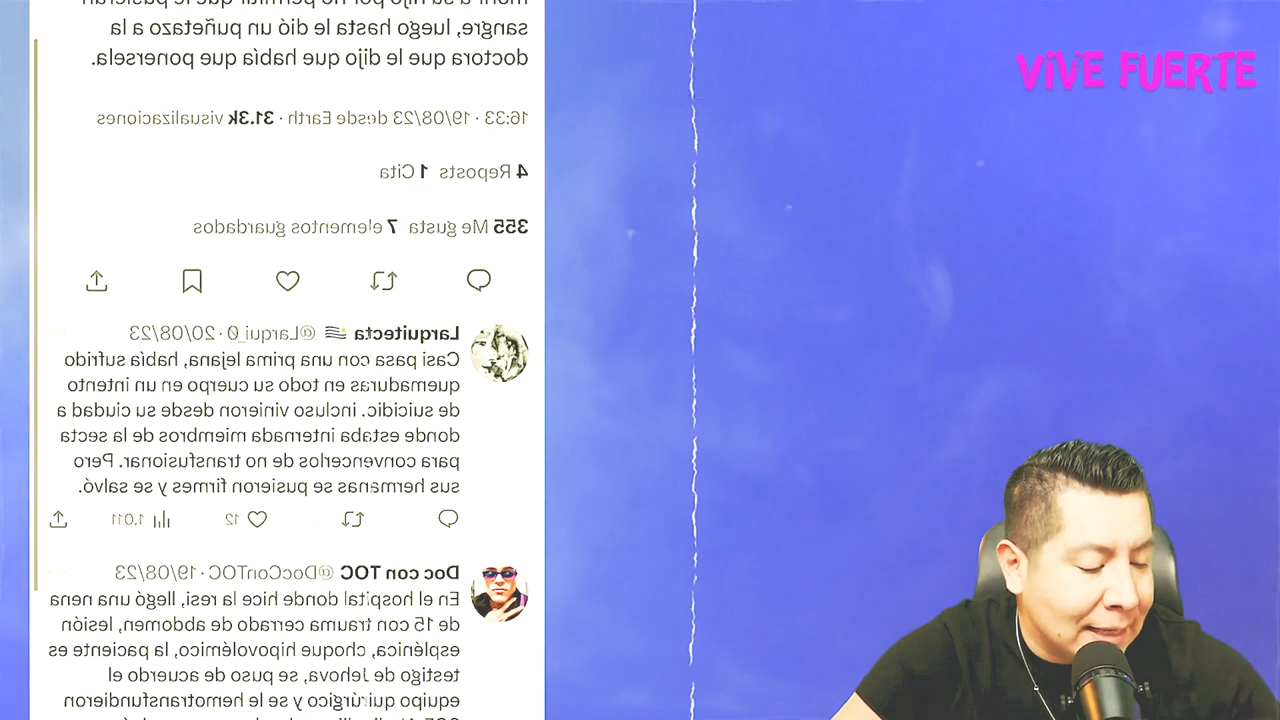 sangre, luego hasta le dió un puñetazo a la
doctora que le dijo que había que ponersela.
16:33 · 19/08/23 desde Earth · 31.3k visualizaciones
4 Reposts 1 Cita
355 Me gusta 7 elementos guardados
Larquitecta @Larqui_0 · 20/08/23
Casi pasa con una prima lejana, había sufrido
quemaduras en todo su cuerpo en un intento
de suicidic. incluso vinieron desde su ciudad a
donde estaba internada miembros de la secta
para convencerlos de no transfusionar. Pero
sus hermanas se pusieron firmes y se salvó.
12 1.011
Doc con TOC @DocConTOC · 19/08/23
En el hospital donde hice la resi, llegó una nena
de 15 con trauma cerrado de abdomen, lesión
esplénica, choque hipovolémico, la paciente es
testigo de Jehova, se puso de acuerdo el
equipo quirúrgico y se le hemotransfundieron
VIVE FUERTE